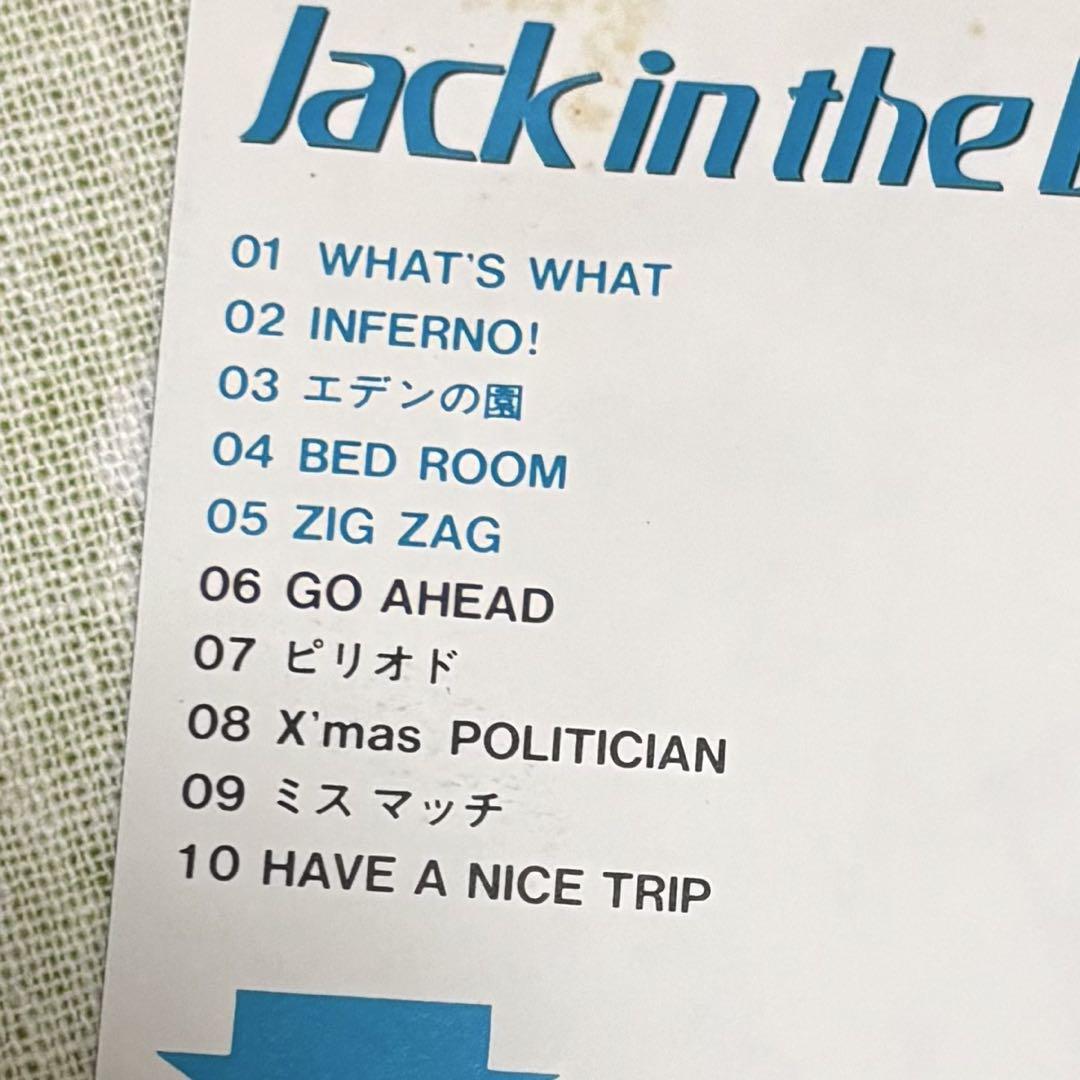 Jack in the
01 WHAT'S WHAT
02 INFERNO!
03 エデンの園
04 BED ROOM
05 ZIG ZAG
06 GO AHEAD
07 ピリオド
08 X'mas POLITICIAN
09 ミスマッチ
10 HAVE A NICE TRIP